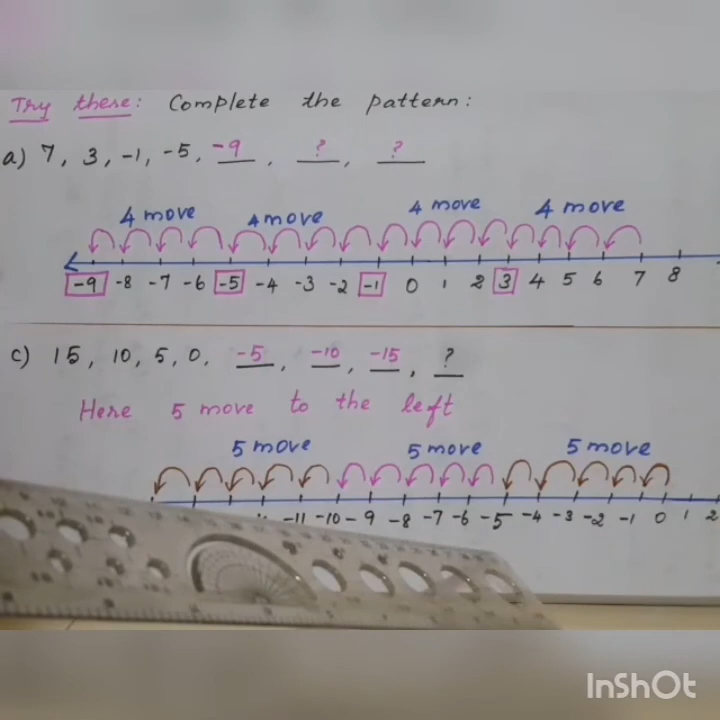 Try these: Complete the pattern:
a) 7, 3, -1, -5, -9, ?, ?
4 move 4 move 4 move 4 move
-9 -8 -7 -6 -5 -4 -3 -2 -1 0 1 2 3 4 5 6 7 8
c) 15, 10, 5, 0, -5, -10, -15, ?
Here 5 move to the left
5 move 5 move 5 move
-11 -10 -9 -8 -7 -6 -5 -4 -3 -2 -1 0 1 2
InShOt